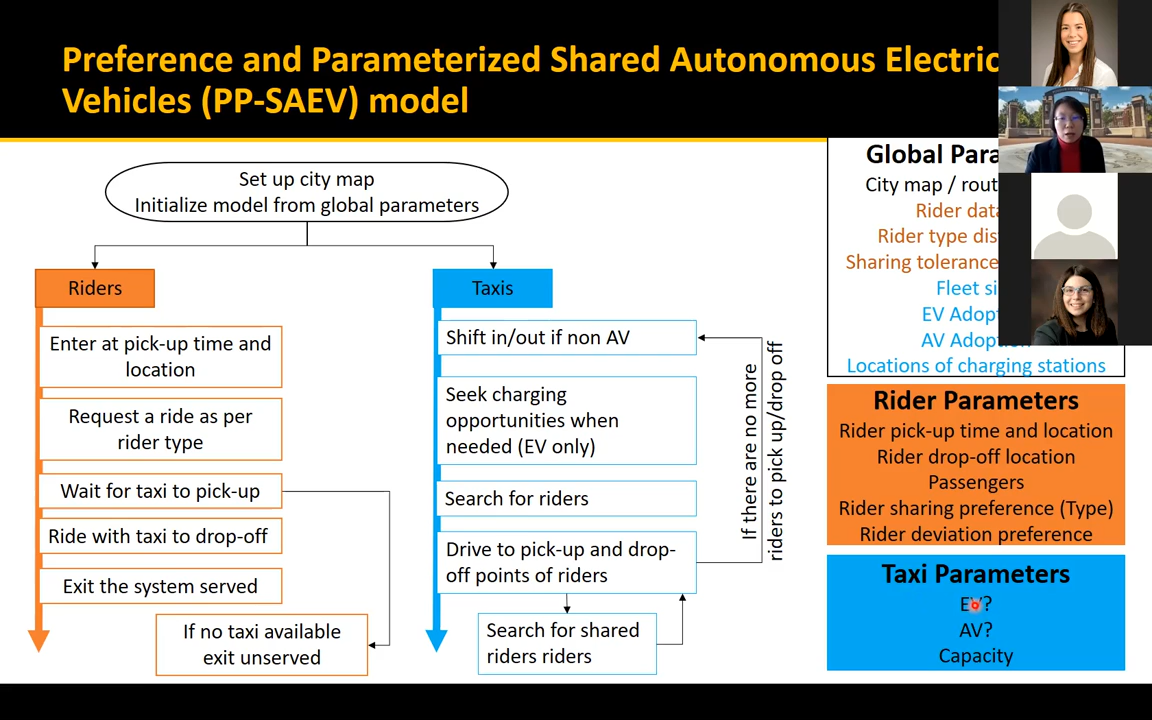 Preference and Parameterized Shared Autonomous Electric
Vehicles (PP-SAEV) model
Set up city map
Initialize model from global parameters
Riders
Enter at pick-up time and
location
Request a ride as per
rider type
Wait for taxi to pick-up
Ride with taxi to drop-off
Exit the system served
If no taxi available
exit unserved
Taxis
Shift in/out if non AV
Seek charging
opportunities when
needed (EV only)
Search for riders
Drive to pick-up and drop-
off points of riders
Search for shared
riders riders
If there are no more
riders to pick up/drop off
Global
City map /
Rider
Rider type
Sharing tolerance
Fleet
EV
AV
Locations of charging stations
Rider Parameters
Rider pick-up time and location
Rider drop-off location
Passengers
Rider sharing preference (Type)
Rider deviation preference
Taxi Parameters
EV?
AV?
Capacity